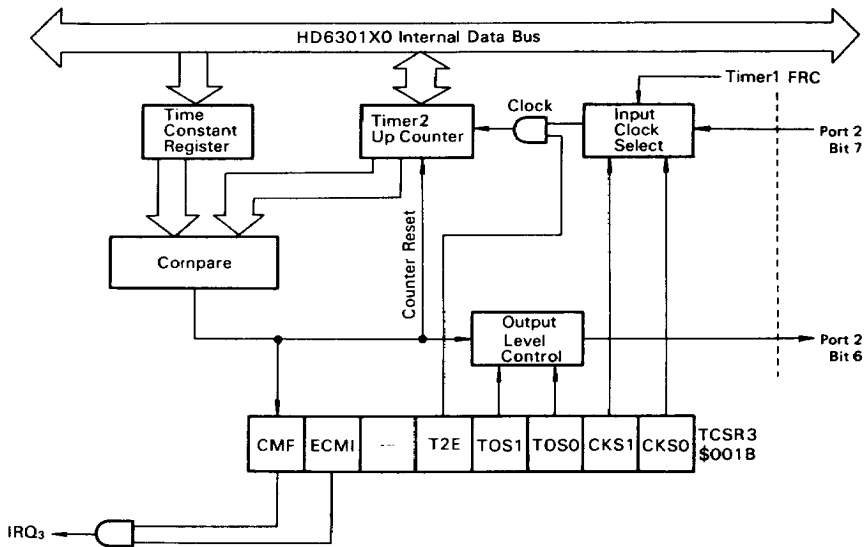 HD6301X0 Internal Data Bus
Timer1 FRC
Clock
Time
Constant
Register
Timer2
Up Counter
Input
Clock
Select
Port 2
Bit 7
Compare
Counter Reset
Output
Level
Control
Port 2
Bit 6
CMF ECMI --- T2E TOS1 TOS0 CKS1 CKS0
TCSR3
$001B
IRQ₃